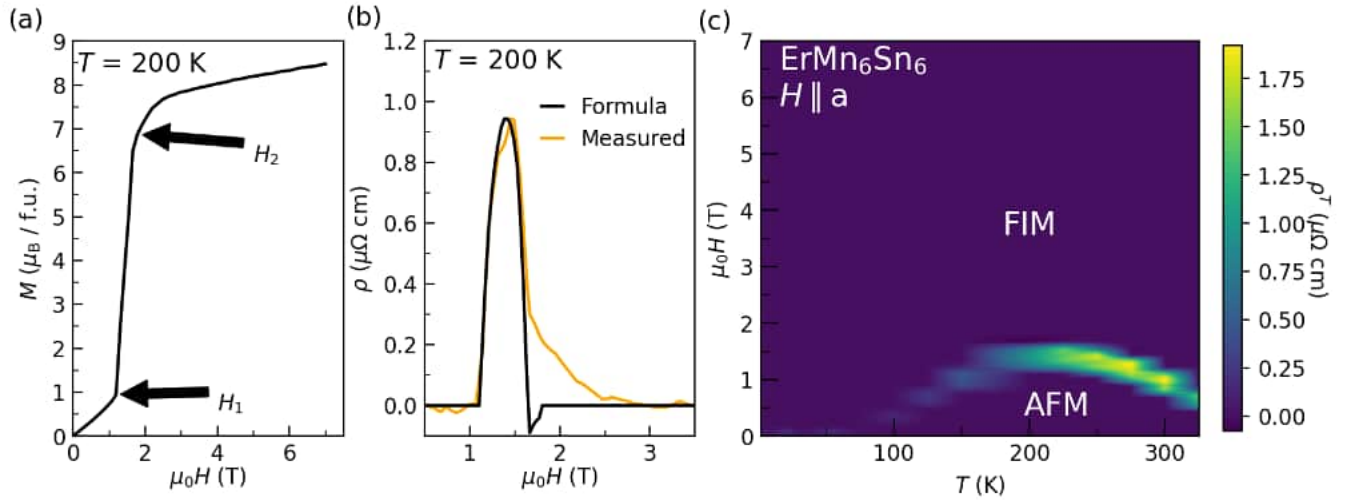 (a)
9
8
7
6
5
4
3
2
1
0
M (μB / f.u.)
T = 200 K
H2
H1
0 2 4 6
μ0H (T)
(b)
1.2
1.0
0.8
0.6
0.4
0.2
0.0
ρ (μΩ cm)
T = 200 K
Formula
Measured
1 2 3
μ0H (T)
(c)
7
6
5
4
3
2
1
0
μ0H (T)
ErMn6Sn6
H ∥ a
FIM
AFM
100 200 300
T (K)
1.75
1.50
1.25
1.00
0.75
0.50
0.25
0.00
ρT (μΩ cm)